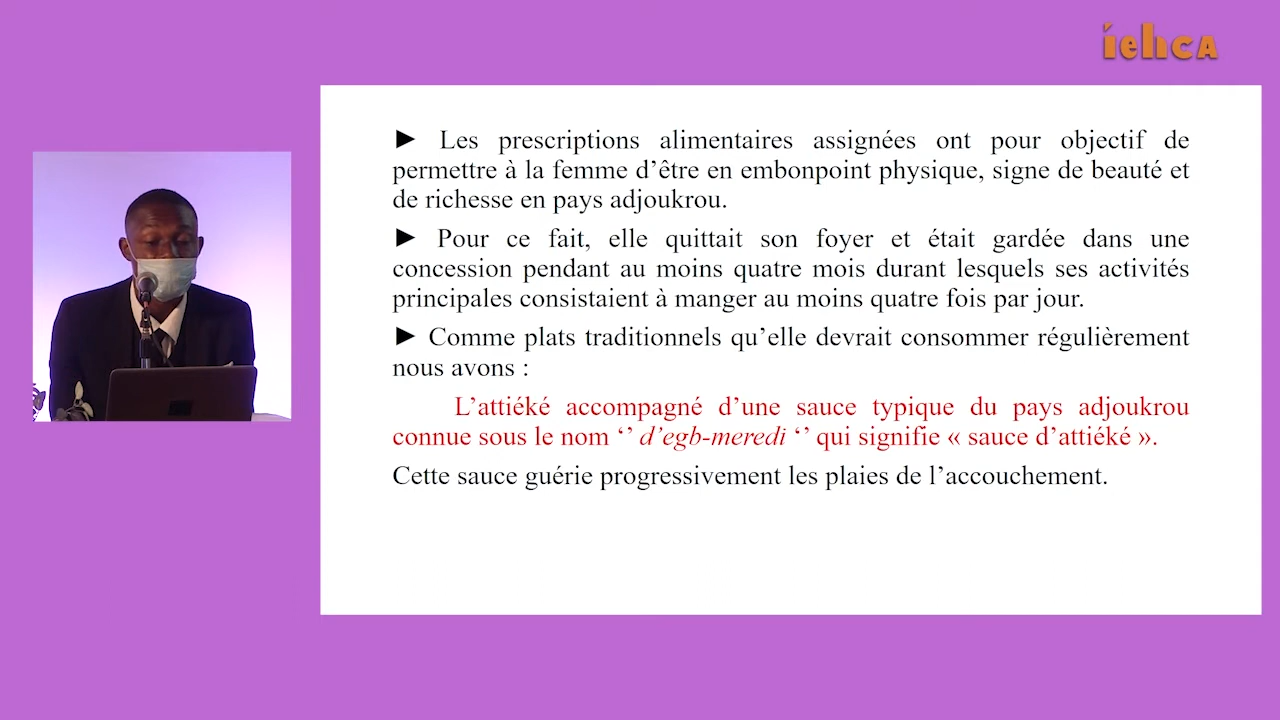 iehca
► Les prescriptions alimentaires assignées ont pour objectif de
permettre à la femme d’être en embonpoint physique, signe de beauté et
de richesse en pays adjoukrou.
► Pour ce fait, elle quittait son foyer et était gardée dans une
concession pendant au moins quatre mois durant lesquels ses activités
principales consistaient à manger au moins quatre fois par jour.
► Comme plats traditionnels qu’elle devrait consommer régulièrement
nous avons :
L’attiéké accompagné d’une sauce typique du pays adjoukrou
connue sous le nom ‘’ d’egb-meredi ‘’ qui signifie « sauce d’attiéké ».
Cette sauce guérie progressivement les plaies de l’accouchement.